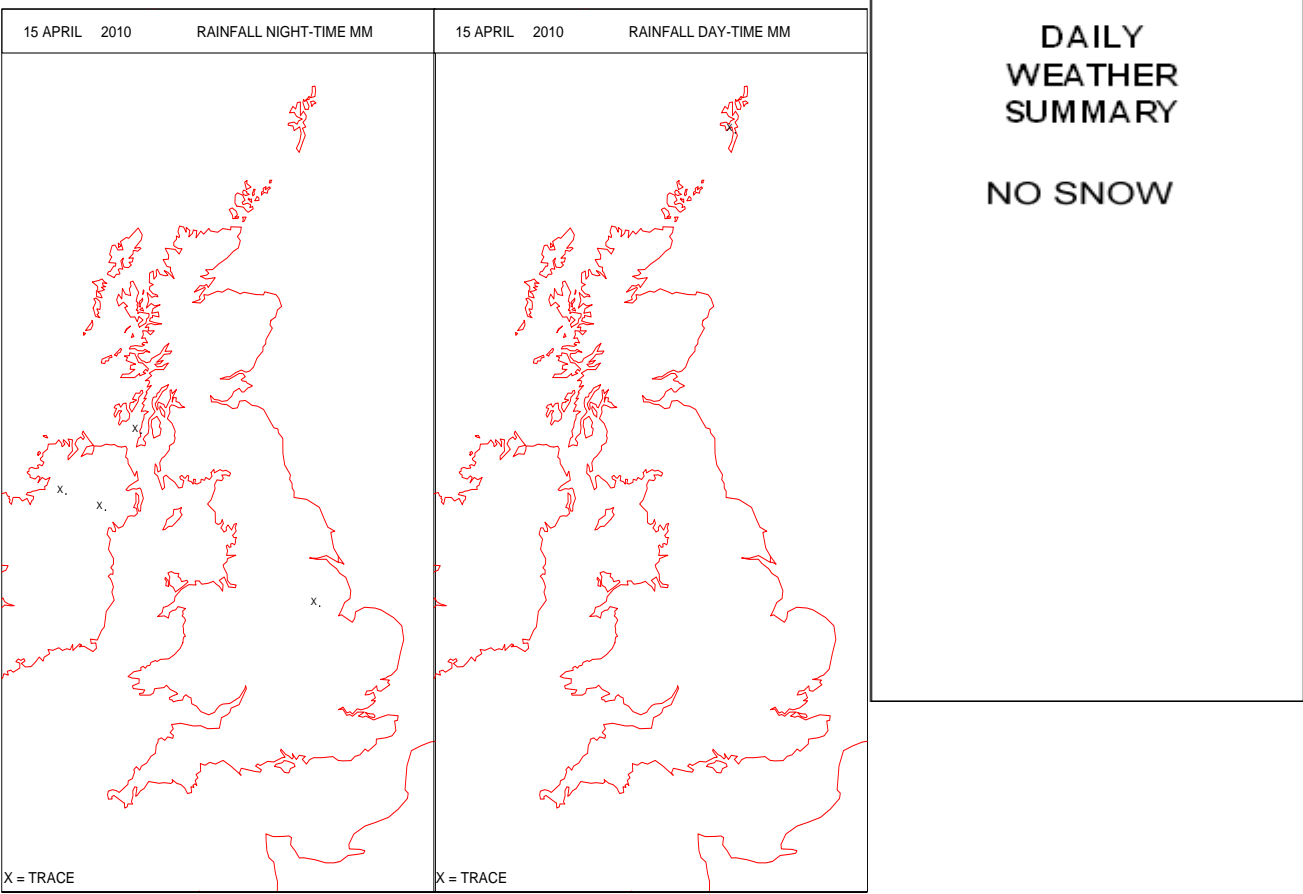 15 APRIL 2010 RAINFALL NIGHT-TIME MM
x.
x.
x.
x.
X = TRACE
15 APRIL 2010 RAINFALL DAY-TIME MM
x
X = TRACE
DAILY
WEATHER
SUMMARY
NO SNOW